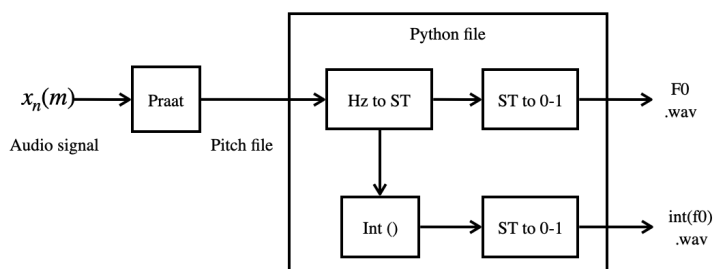 Python file
xₙ(m)
Praat
Hz to ST
ST to 0-1
F0
.wav
Audio signal
Pitch file
Int ()
ST to 0-1
int(f0)
.wav